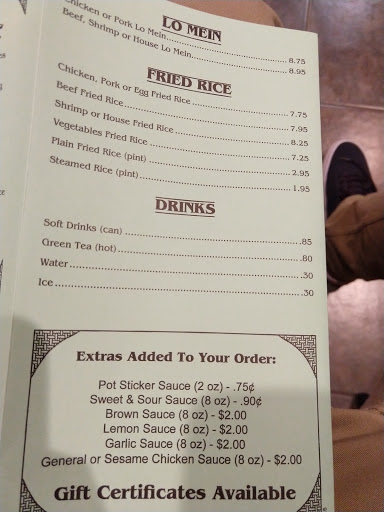 LO MEIN
Chicken or Pork Lo Mein 8.75
Beef, Shrimp or House Lo Mein 8.95
FRIED RICE
Chicken, Pork or Egg Fried Rice 7.75
Beef Fried Rice 7.95
Shrimp or House Fried Rice 8.25
Vegetables Fried Rice 7.25
Plain Fried Rice (pint) 2.95
Steamed Rice (pint) 1.95
DRINKS
Soft Drinks (can) .85
Green Tea (hot) .80
Water .30
Ice .30
Extras Added To Your Order:
Pot Sticker Sauce (2 oz) - .75¢
Sweet & Sour Sauce (8 oz) - .90¢
Brown Sauce (8 oz) - $2.00
Lemon Sauce (8 oz) - $2.00
Garlic Sauce (8 oz) - $2.00
General or Sesame Chicken Sauce (8 oz) - $2.00
Gift Certificates Available